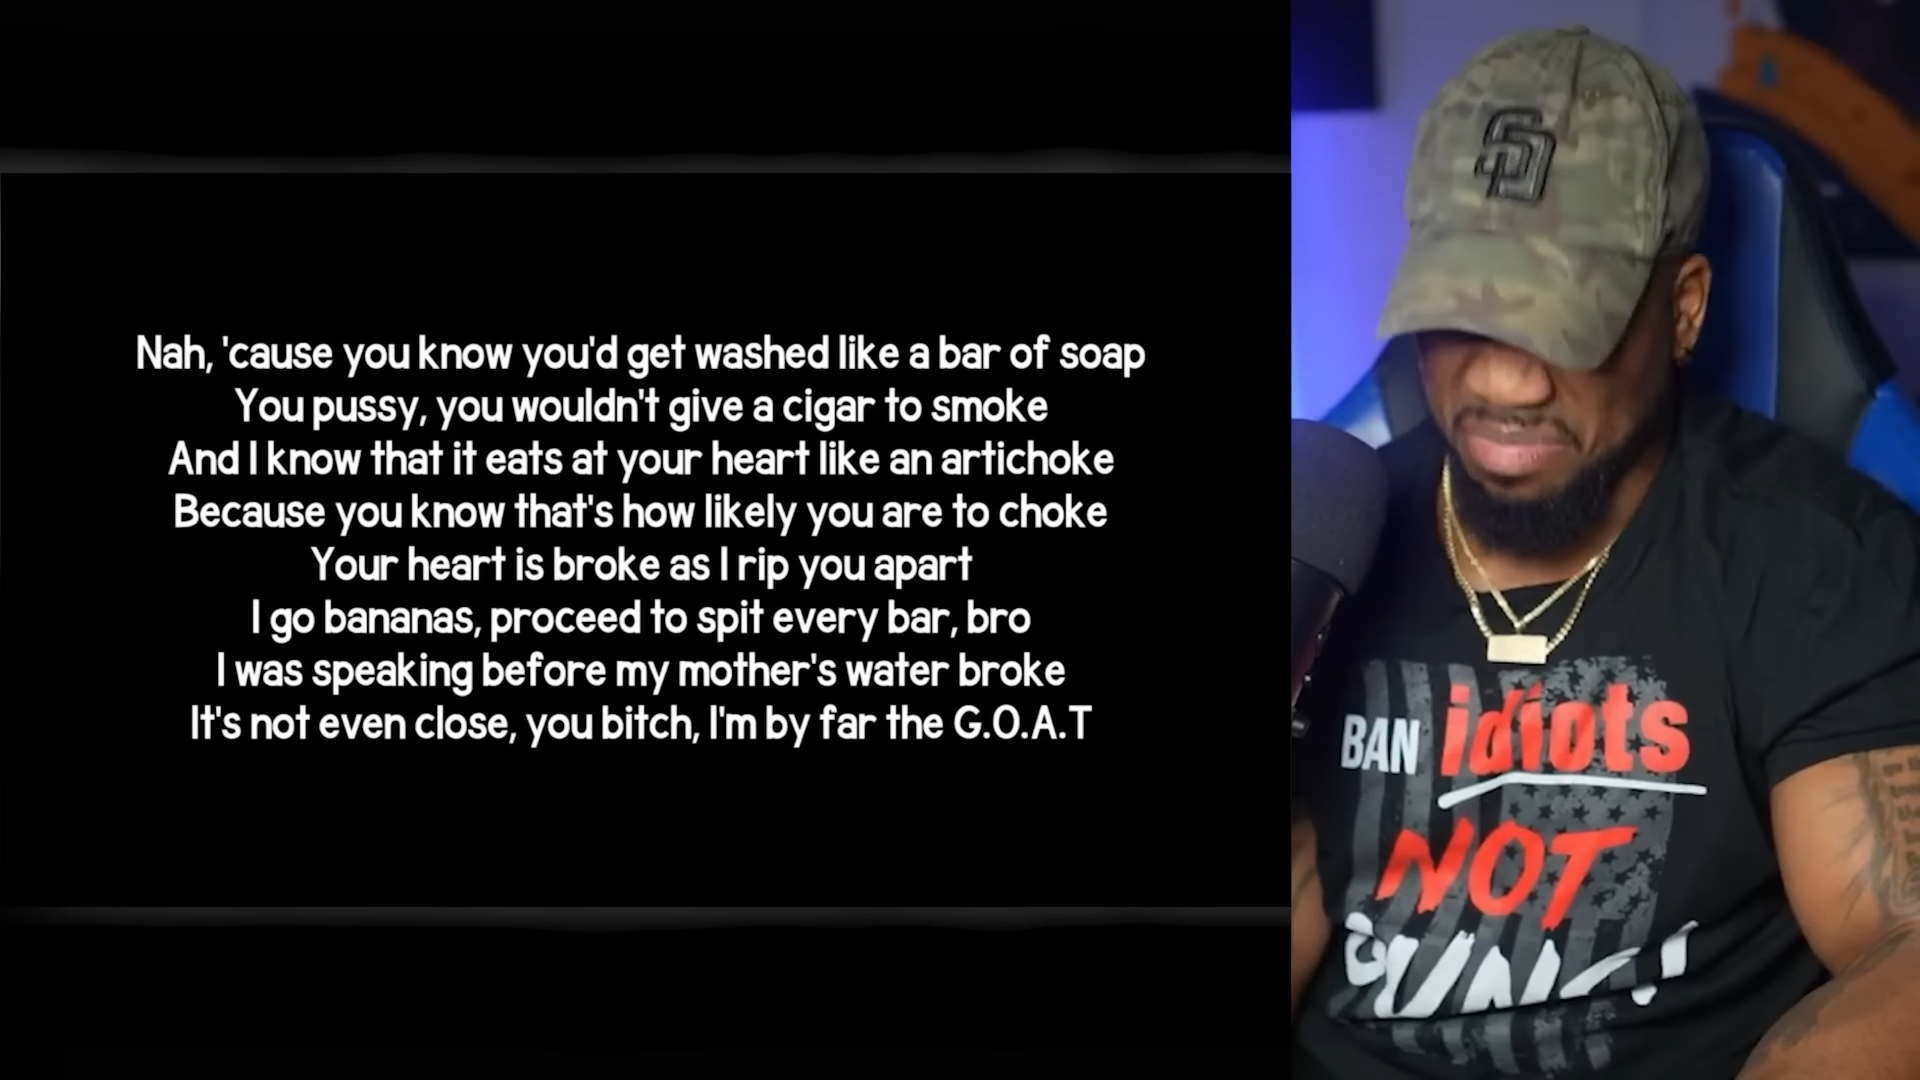 Nah, 'cause you know you'd get washed like a bar of soap
You pussy, you wouldn't give a cigar to smoke
And I know that it eats at your heart like an artichoke
Because you know that's how likely you are to choke
Your heart is broke as I rip you apart
I go bananas, proceed to spit every bar, bro
I was speaking before my mother's water broke
It's not even close, you bitch, I'm by far the G.O.A.T
SD
BAN idiots
NOT